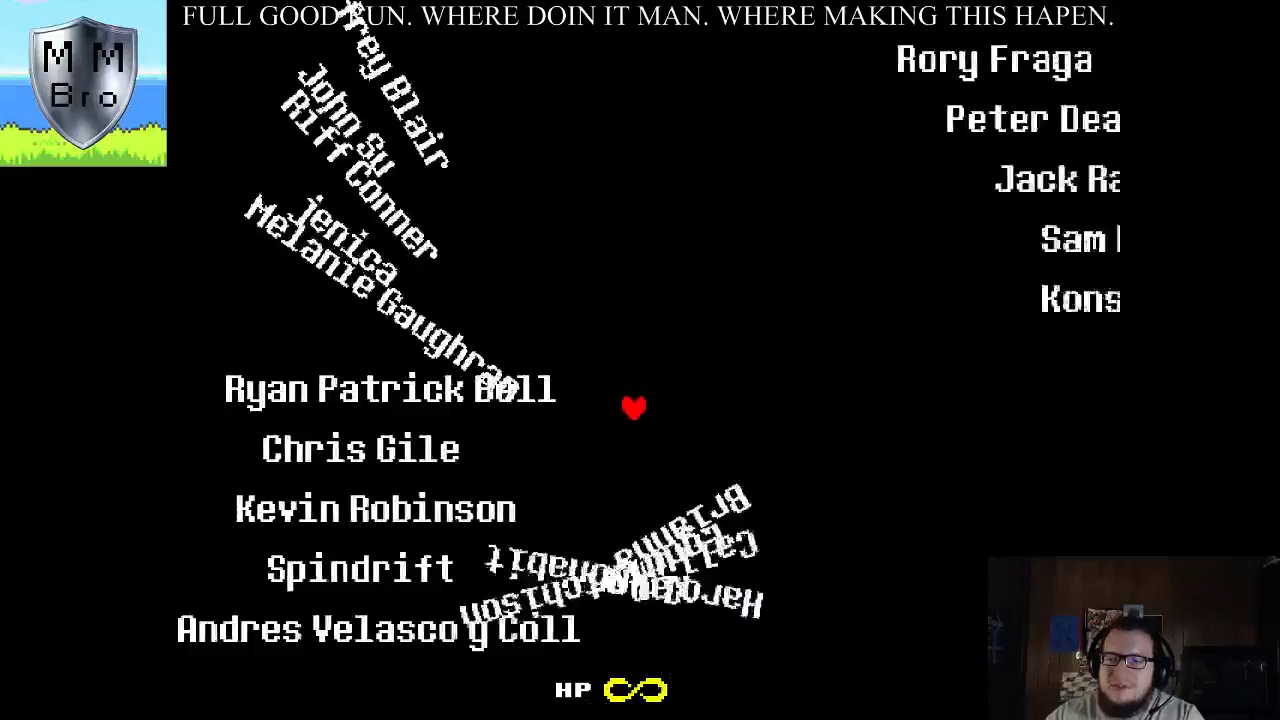 FULL GOOD FUN. WHERE DOIN IT MAN. WHERE MAKING THIS HAPEN.
M M
Bro
Rory Fraga
rey Blair
Peter Dea
John Su
Riff Conner
Jack Ra
jenica
Sam
Melanie Gaughran
Kons
Ryan Patrick Bell
Chris Gile
Kevin Robinson
Brianna
Spindrift
Andres Velasco y Coll
HP